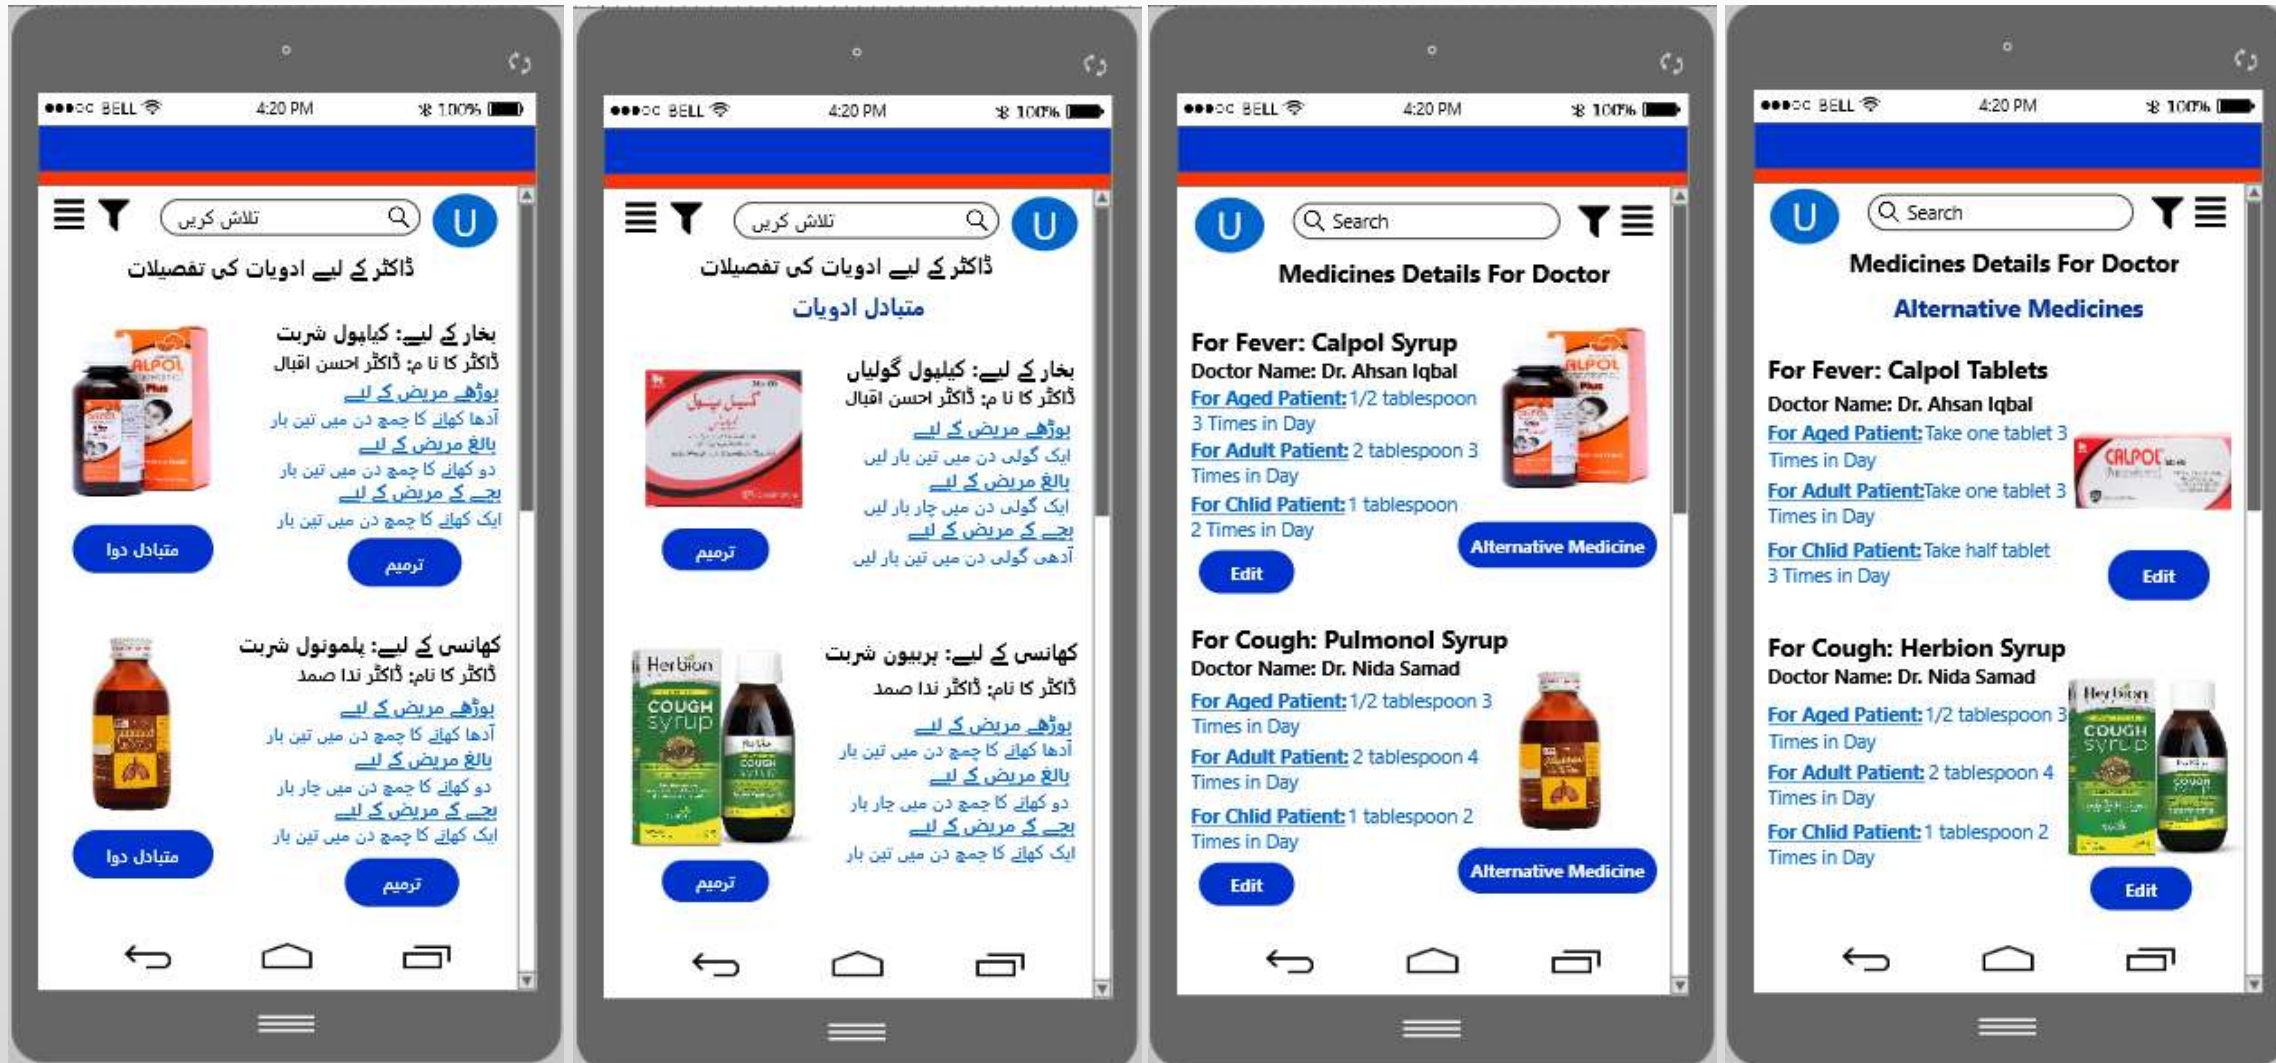 BELL 4:20 PM 100%
تلاش کریں
U
ڈاکٹر کے لیے ادویات کی تفصیلات
بخار کے لیے: کیلپول شربت
ڈاکٹر کا نا م: ڈاکٹر احسن اقبال
بوڑھے مریض کے لیے
آدھا کھانے کا چمچ دن میں تین بار
بالغ مریض کے لیے
دو کھانے کا چمچ دن میں تین بار
بچے کے مریض کے لیے
ایک کھانے کا چمچ دن میں تین بار
CALPOL
Plus
متبادل دوا
ترمیم
کھانسی کے لیے: پلمونول شربت
ڈاکٹر کا نام: ڈاکٹر ندا صمد
بوڑھے مریض کے لیے
آدھا کھانے کا چمچ دن میں تین بار
بالغ مریض کے لیے
دو کھانے کا چمچ دن میں چار بار
بچے کے مریض کے لیے
ایک کھانے کا چمچ دن میں تین بار
متبادل دوا
ترمیم
BELL 4:20 PM 100%
تلاش کریں
U
ڈاکٹر کے لیے ادویات کی تفصیلات
متبادل ادویات
بخار کے لیے: کیلپول گولیاں
ڈاکٹر کا نا م: ڈاکٹر احسن اقبال
بوڑھے مریض کے لیے
ایک گولی دن میں تین بار لیں
بالغ مریض کے لیے
ایک گولی دن میں چار بار لیں
بچے کے مریض کے لیے
آدھی گولی دن میں تین بار لیں
کیل پول
ترمیم
کھانسی کے لیے: ہربیون شربت
ڈاکٹر کا نام: ڈاکٹر ندا صمد
بوڑھے مریض کے لیے
آدھا کھانے کا چمچ دن میں تین بار
بالغ مریض کے لیے
دو کھانے کا چمچ دن میں چار بار
بچے کے مریض کے لیے
ایک کھانے کا چمچ دن میں تین بار
Herbion
COUGH
syrup
ترمیم
BELL 4:20 PM 100%
U
Search
Medicines Details For Doctor
For Fever: Calpol Syrup
Doctor Name: Dr. Ahsan Iqbal
For Aged Patient: 1/2 tablespoon
3 Times in Day
For Adult Patient: 2 tablespoon 3
Times in Day
For Chlid Patient: 1 tablespoon
2 Times in Day
CALPOL
Plus
Alternative Medicine
Edit
For Cough: Pulmonol Syrup
Doctor Name: Dr. Nida Samad
For Aged Patient: 1/2 tablespoon 3
Times in Day
For Adult Patient: 2 tablespoon 4
Times in Day
For Chlid Patient: 1 tablespoon 2
Times in Day
Alternative Medicine
Edit
BELL 4:20 PM 100%
U
Search
Medicines Details For Doctor
Alternative Medicines
For Fever: Calpol Tablets
Doctor Name: Dr. Ahsan Iqbal
For Aged Patient: Take one tablet 3
Times in Day
For Adult Patient: Take one tablet 3
Times in Day
For Chlid Patient: Take half tablet
3 Times in Day
CALPOL
Edit
For Cough: Herbion Syrup
Doctor Name: Dr. Nida Samad
For Aged Patient: 1/2 tablespoon 3
Times in Day
For Adult Patient: 2 tablespoon 4
Times in Day
For Chlid Patient: 1 tablespoon 2
Times in Day
Herbion
COUGH
syrup
Edit